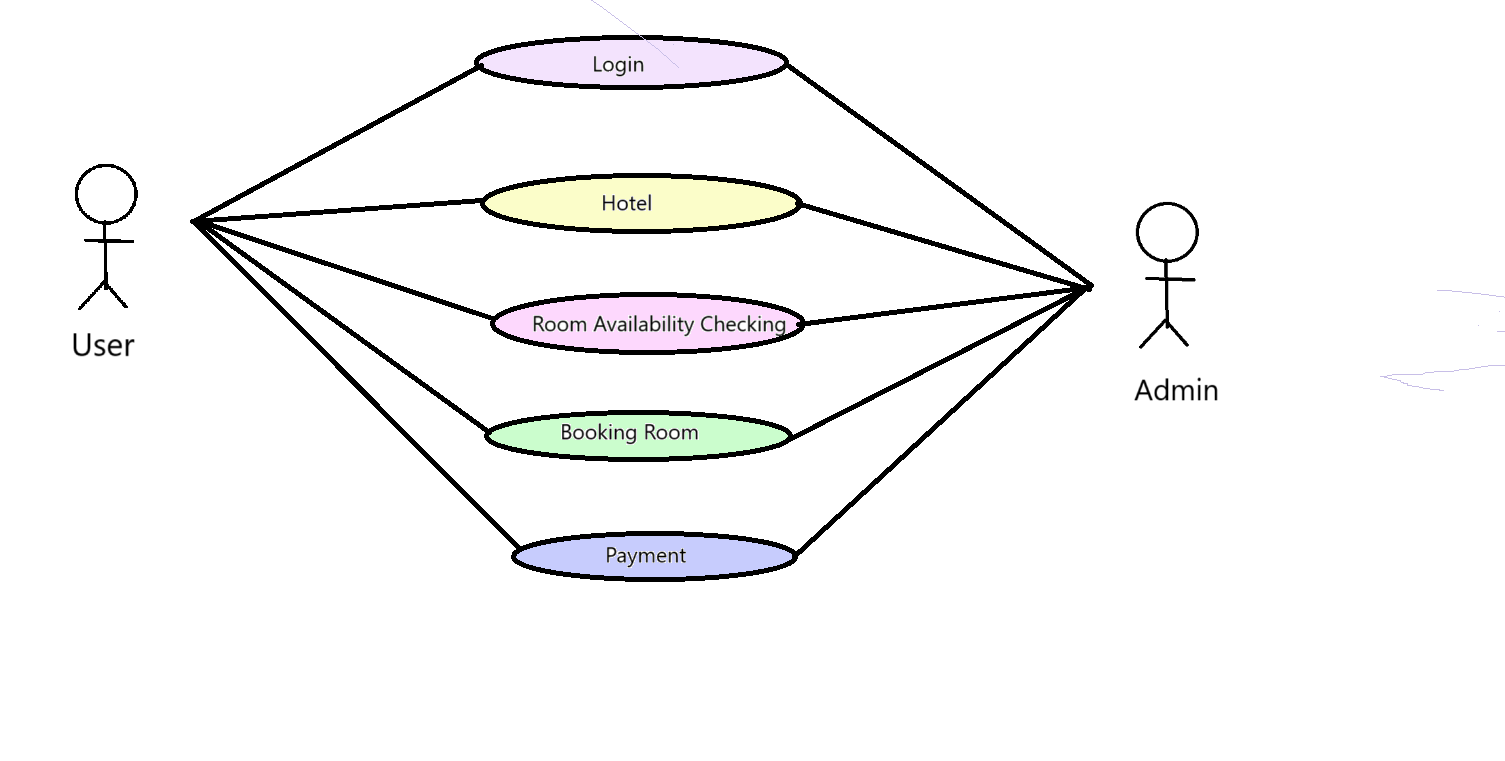 Login
Hotel
Room Availability Checking
Booking Room
Payment
User
Admin